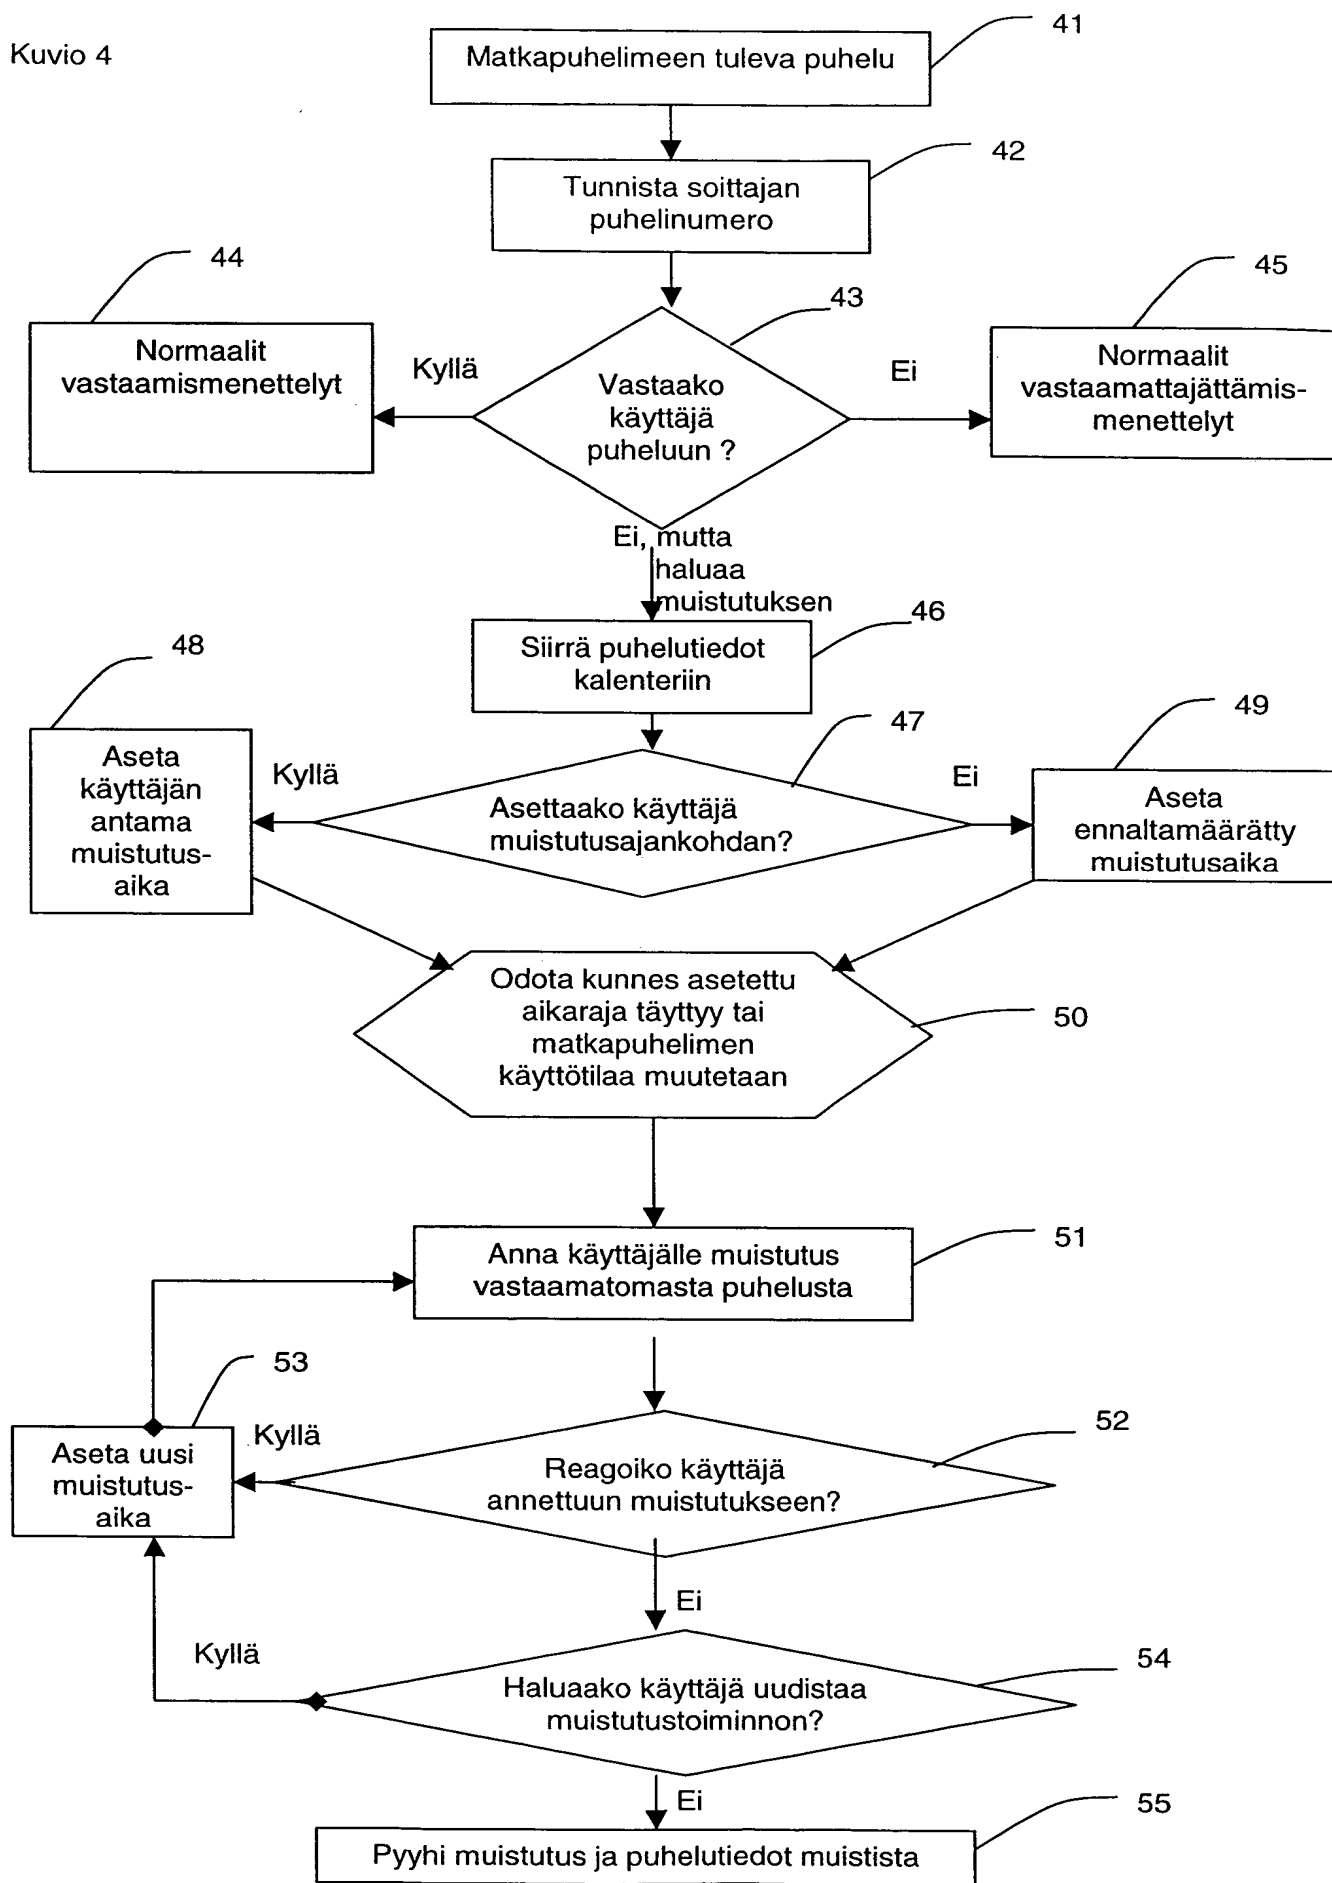 Kuvio 4
Matkapuhelimeen tuleva puhelu
41
Tunnista soittajan
puhelinumero
42
43
Vastaako
käyttäjä
puheluun ?
Kyllä
Ei
44
Normaalit
vastaamismenettelyt
45
Normaalit
vastaamattajättämis-
menettelyt
Ei, mutta
haluaa
muistutuksen
46
Siirrä puhelutiedot
kalenteriin
47
Asettaako käyttäjä
muistutusajankohdan?
Kyllä
Ei
48
Aseta
käyttäjän
antama
muistutus-
aika
49
Aseta
ennaltamäärätty
muistutusaika
Odota kunnes asetettu
aikaraja täyttyy tai
matkapuhelimen
käyttötilaa muutetaan
50
Anna käyttäjälle muistutus
vastaamatomasta puhelusta
51
53
Aseta uusi
muistutus-
aika
Kyllä
52
Reagoiko käyttäjä
annettuun muistutukseen?
Ei
Kyllä
54
Haluaako käyttäjä uudistaa
muistutustoiminnon?
Ei
55
Pyyhi muistutus ja puhelutiedot muistista